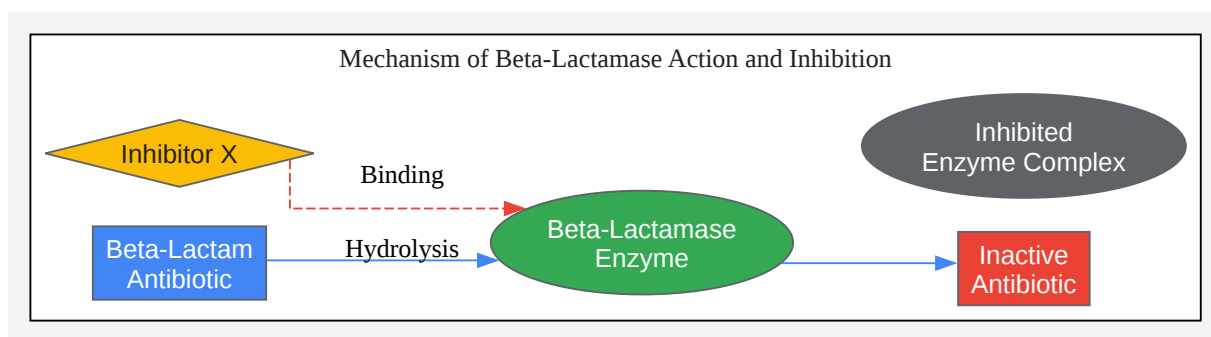 Mechanism of Beta-Lactamase Action and Inhibition
Inhibitor X
Binding
Inhibited
Enzyme Complex
Beta-Lactam
Antibiotic
Hydrolysis
Beta-Lactamase
Enzyme
Inactive
Antibiotic